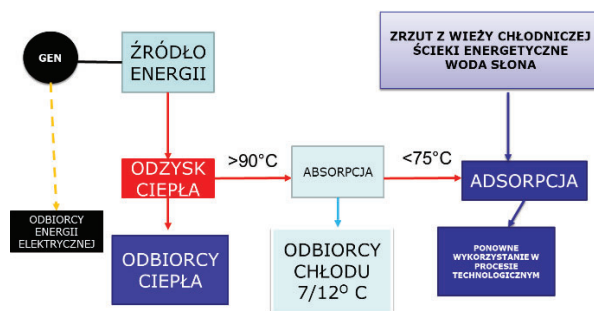 GEN
ŹRÓDŁO
ENERGII
ZRZUT Z WIEŻY CHŁODNICZEJ
ŚCIEKI ENERGETYCZNE
WODA SŁONA
ODZYSK
CIEPŁA
>90°C
ABSORPCJA
<75°C
ADSORPCJA
ODBIORCY
ENERGII
ELEKTRYCZNEJ
ODBIORCY
CIEPŁA
ODBIORCY
CHŁODU
7/12⁰ C
PONOWNE
WYKORZYSTANIE W
PROCESIE
TECHNOLOGICZNYM